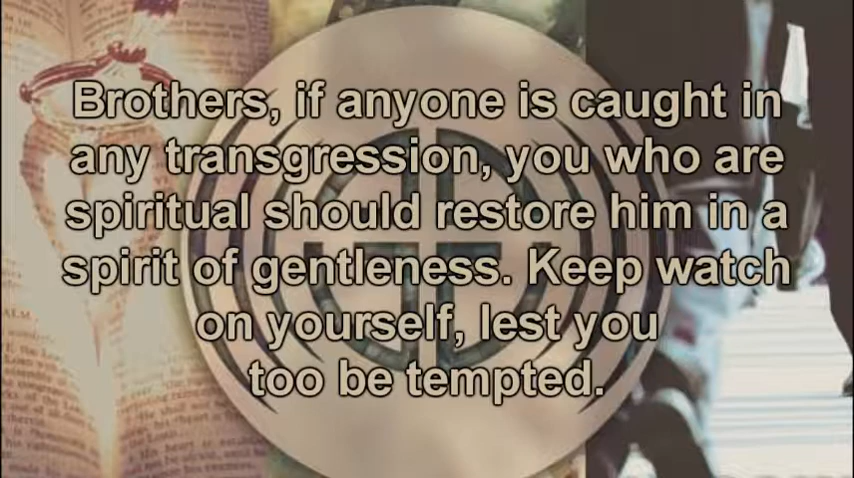 Brothers, if anyone is caught in
any transgression, you who are
spiritual should restore him in a
spirit of gentleness. Keep watch
on yourself, lest you
too be tempted.